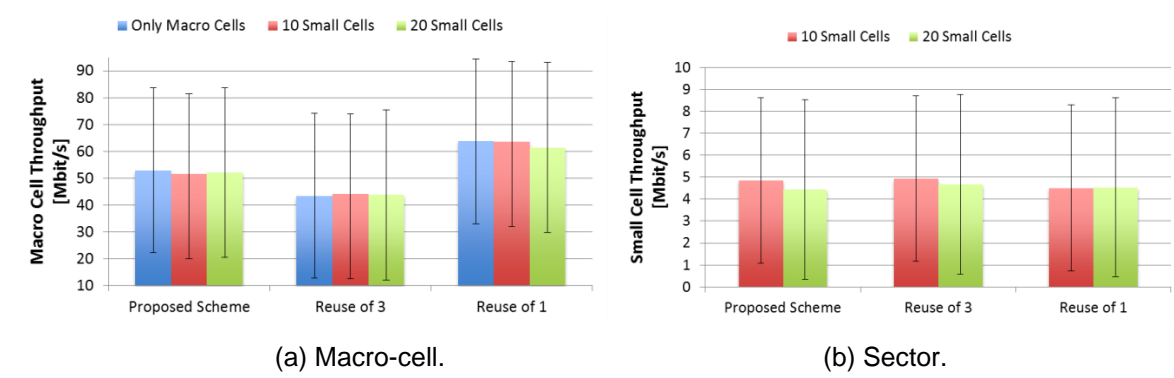 Only Macro Cells 10 Small Cells 20 Small Cells
Macro Cell Throughput
[Mbit/s]
90
80
70
60
50
40
30
20
10
Proposed Scheme Reuse of 3 Reuse of 1
(a) Macro-cell.
10 Small Cells 20 Small Cells
Small Cell Throughput
[Mbit/s]
10
9
8
7
6
5
4
3
2
1
0
Proposed Scheme Reuse of 3 Reuse of 1
(b) Sector.